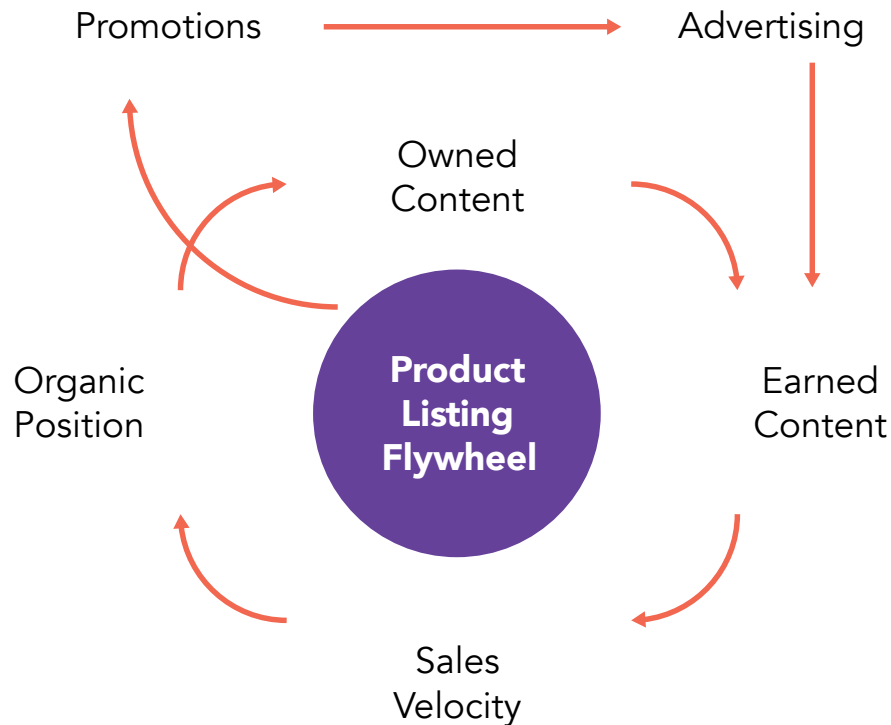 Promotions
Advertising
Owned
Content
Product
Listing
Flywheel
Organic
Position
Earned
Content
Sales
Velocity